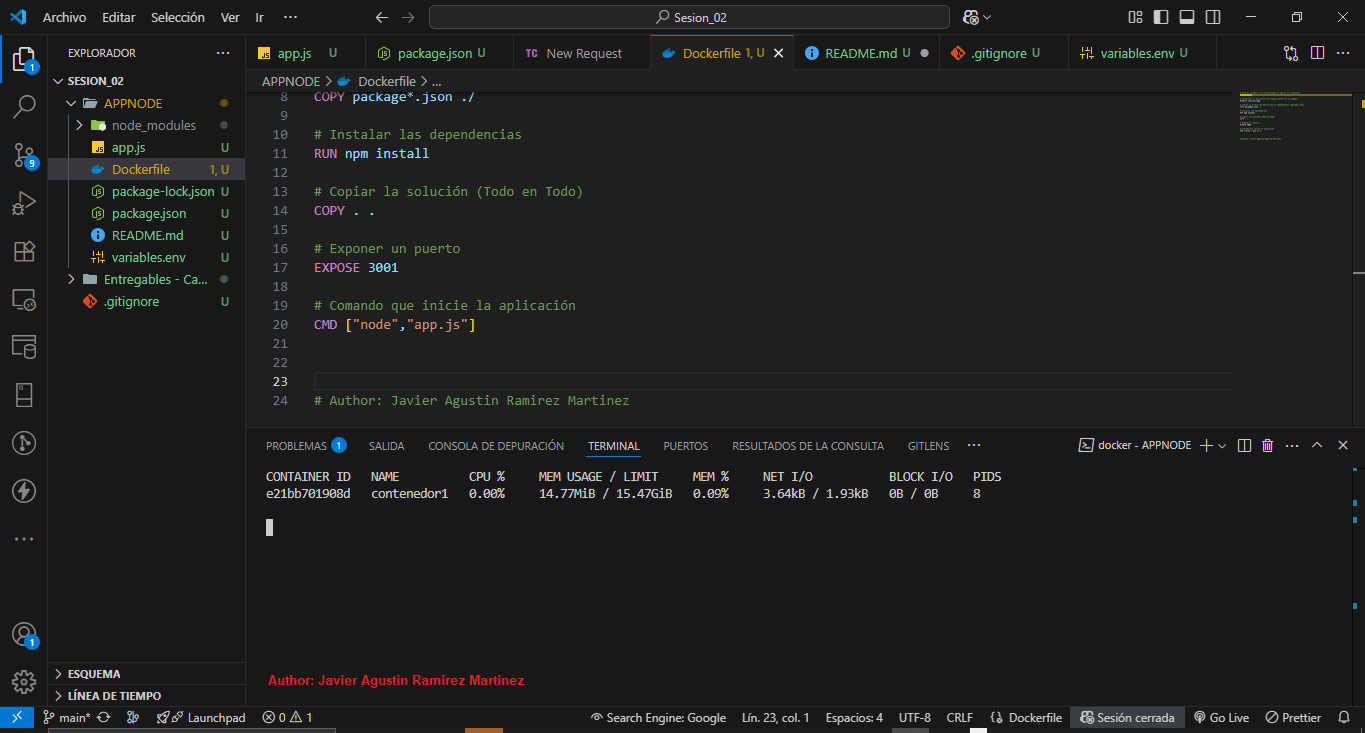 Archivo Editar Selección Ver Ir ··· Sesion_02
EXPLORADOR ···
SESION_02
APPNODE
node_modules
app.js U
Dockerfile 1, U
package-lock.json U
package.json U
README.md U
variables.env U
Entregables - Ca...
.gitignore U
ESQUEMA
LÍNEA DE TIEMPO
1
9
1
app.js U package.json U TC New Request Dockerfile 1, U README.md U .gitignore U variables.env U
APPNODE > Dockerfile > ...
8 COPY package*.json ./
9
10 # Instalar las dependencias
11 RUN npm install
12
13 # Copiar la solución (Todo en Todo)
14 COPY . .
15
16 # Exponer un puerto
17 EXPOSE 3001
18
19 # Comando que inicie la aplicación
20 CMD ["node","app.js"]
21
22
23
24 # Author: Javier Agustin Ramirez Martinez
PROBLEMAS 1 SALIDA CONSOLA DE DEPURACIÓN TERMINAL PUERTOS RESULTADOS DE LA CONSULTA GITLENS ··· docker - APPNODE
CONTAINER ID NAME CPU % MEM USAGE / LIMIT MEM % NET I/O BLOCK I/O PIDS
e21bb701908d contenedor1 0.00% 14.77MiB / 15.47GiB 0.09% 3.64kB / 1.93kB 0B / 0B 8
Author: Javier Agustin Ramirez Martinez
main* Launchpad 0 1 Search Engine: Google Lín. 23, col. 1 Espacios: 4 UTF-8 CRLF Dockerfile Sesión cerrada Go Live Prettier